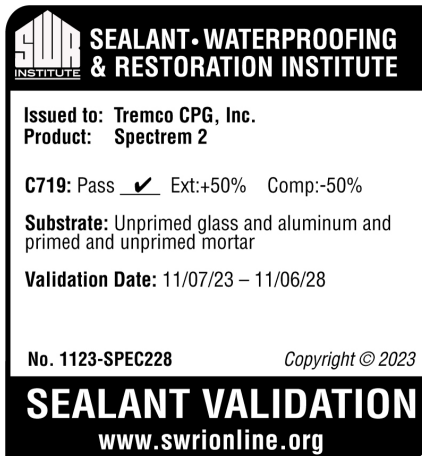 SWR
INSTITUTE
SEALANT • WATERPROOFING
& RESTORATION INSTITUTE
Issued to: Tremco CPG, Inc.
Product: Spectrem 2
C719: Pass ✔ Ext:+50% Comp:-50%
Substrate: Unprimed glass and aluminum and
primed and unprimed mortar
Validation Date: 11/07/23 – 11/06/28
No. 1123-SPEC228 Copyright © 2023
SEALANT VALIDATION
www.swrionline.org